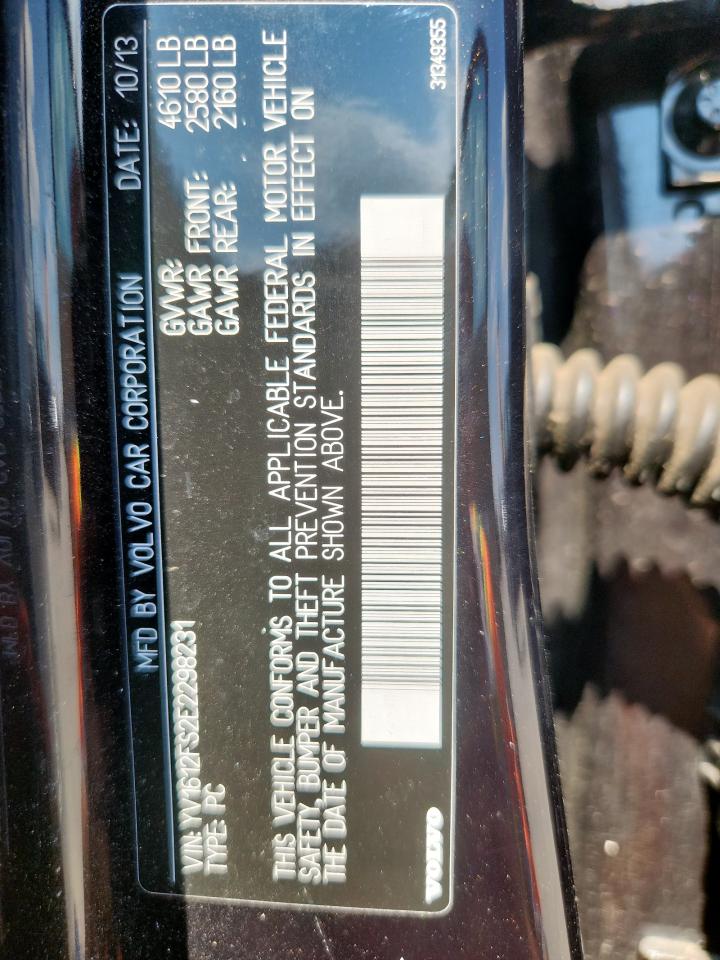 MFD BY VOLVO CAR CORPORATION DATE: 10/13
VIN: YV1612FS2E2298231 GVWR: 4610 LB
TYPE: PC GAWR FRONT: 2580 LB
GAWR REAR: 2160 LB
THIS VEHICLE CONFORMS TO ALL APPLICABLE FEDERAL MOTOR VEHICLE
SAFETY, BUMPER AND THEFT PREVENTION STANDARDS IN EFFECT ON
THE DATE OF MANUFACTURE SHOWN ABOVE.
VOLVO 31349355